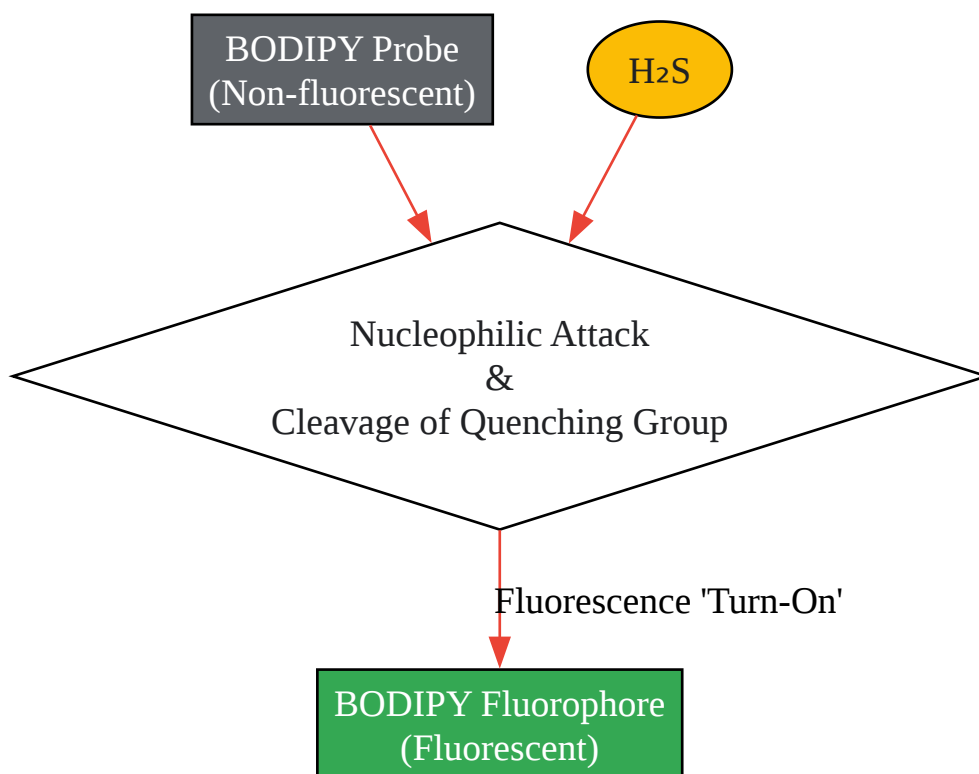 BODIPY Probe
(Non-fluorescent)
H₂S
Nucleophilic Attack
&
Cleavage of Quenching Group
Fluorescence 'Turn-On'
BODIPY Fluorophore
(Fluorescent)